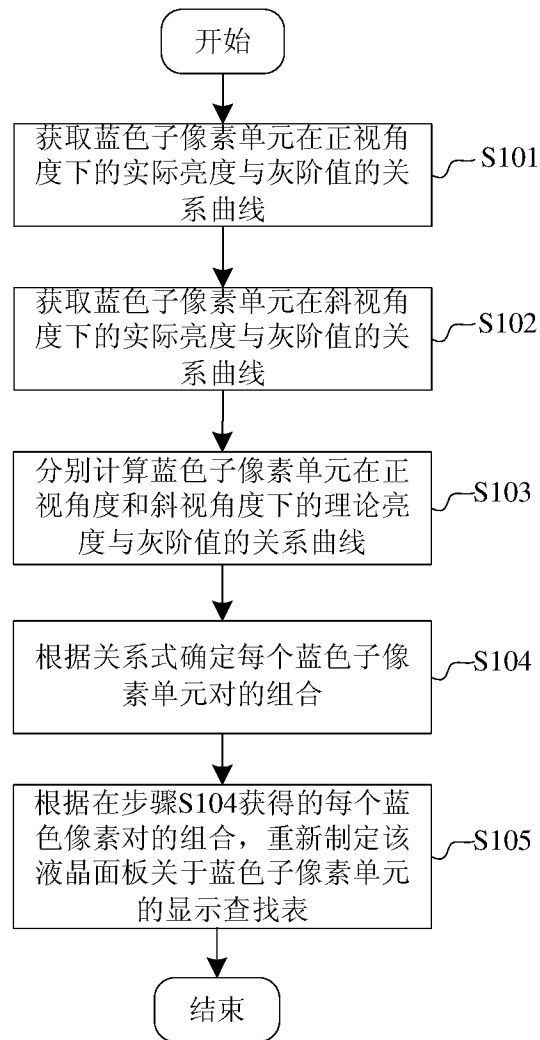 开始
获取蓝色子像素单元在正视角
度下的实际亮度与灰阶值的关
系曲线
S101
获取蓝色子像素单元在斜视角
度下的实际亮度与灰阶值的关
系曲线
S102
分别计算蓝色子像素单元在正
视角度和斜视角度下的理论亮
度与灰阶值的关系曲线
S103
根据关系式确定每个蓝色子像
素单元对的组合
S104
根据在步骤S104获得的每个蓝
色像素对的组合，重新制定该
液晶面板关于蓝色子像素单元
的显示查找表
S105
结束